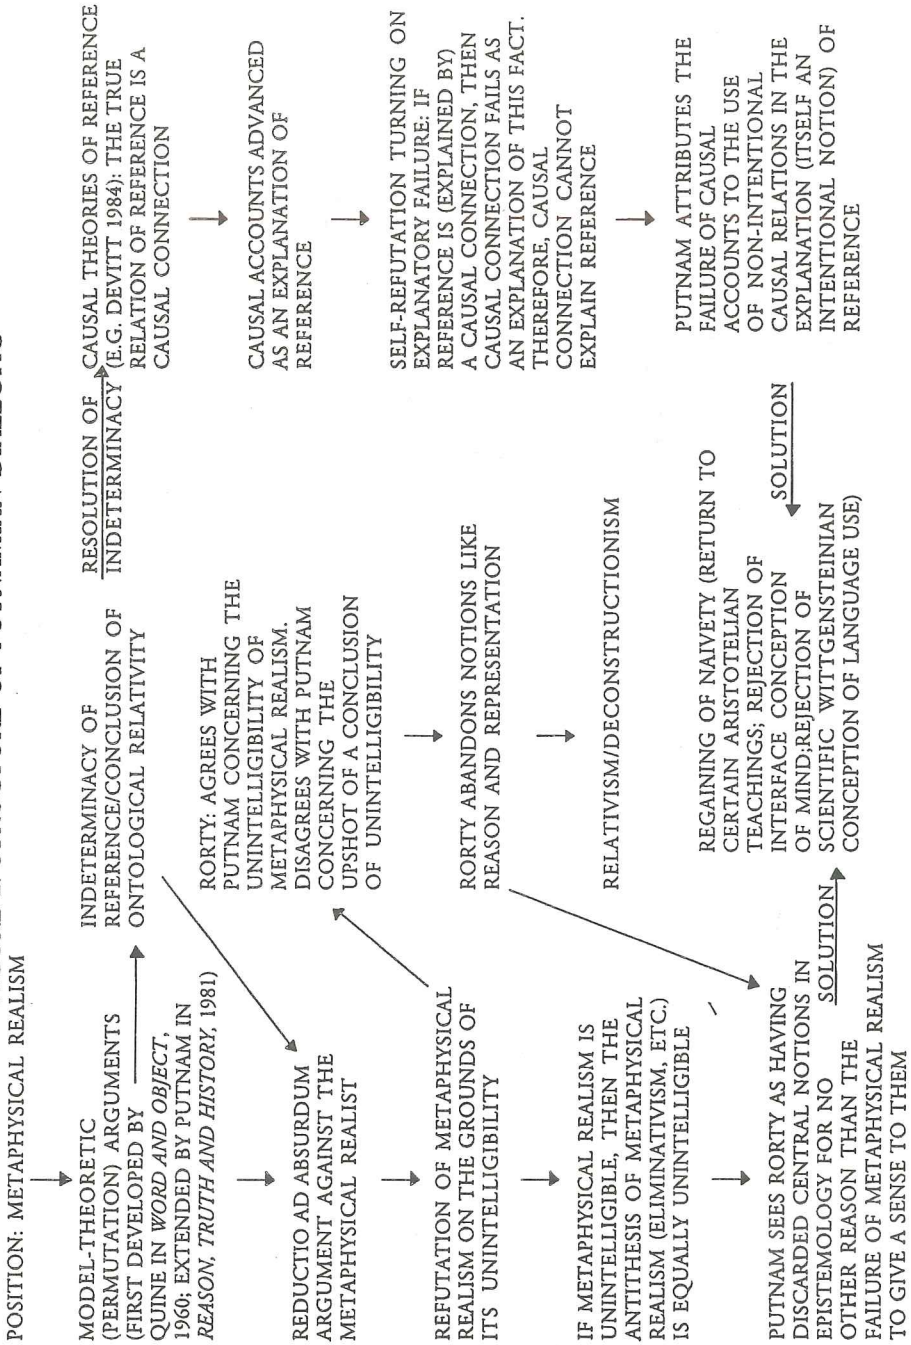 POSITION: METAPHYSICAL REALISM
MODEL-THEORETIC
(PERMUTATION) ARGUMENTS
(FIRST DEVELOPED BY
QUINE IN WORD AND OBJECT,
1960; EXTENDED BY PUTNAM IN
REASON, TRUTH AND HISTORY, 1981)
REDUCTIO AD ABSURDUM
ARGUMENT AGAINST THE
METAPHYSICAL REALIST
REFUTATION OF METAPHYSICAL
REALISM ON THE GROUNDS OF
ITS UNINTELLIGIBILITY
IF METAPHYSICAL REALISM IS
UNINTELLIGIBLE, THEN THE
ANTITHESIS OF METAPHYSICAL
REALISM (ELIMINATIVISM, ETC.)
IS EQUALLY UNINTELLIGIBLE
PUTNAM SEES RORTY AS HAVING
DISCARDED CENTRAL NOTIONS IN
EPISTEMOLOGY FOR NO
OTHER REASON THAN THE
FAILURE OF METAPHYSICAL REALISM
TO GIVE A SENSE TO THEM
SOLUTION
INDETERMINACY OF
REFERENCE/CONCLUSION OF
ONTOLOGICAL RELATIVITY
RORTY: AGREES WITH
PUTNAM CONCERNING THE
UNINTELLIGIBILITY OF
METAPHYSICAL REALISM.
DISAGREES WITH PUTNAM
CONCERNING THE
UPSHOT OF A CONCLUSION
OF UNINTELLIGIBILITY
RORTY ABANDONS NOTIONS LIKE
REASON AND REPRESENTATION
RELATIVISM/DECONSTRUCTIONISM
REGAINING OF NAIVETY (RETURN TO
CERTAIN ARISTOTELIAN
TEACHINGS; REJECTION OF
INTERFACE CONCEPTION
OF MIND;REJECTION OF
SCIENTIFIC WITTGENSTEINIAN
CONCEPTION OF LANGUAGE USE)
RESOLUTION OF
INDETERMINACY
CAUSAL THEORIES OF REFERENCE
(E.G. DEVITT 1984): THE TRUE
RELATION OF REFERENCE IS A
CAUSAL CONNECTION
CAUSAL ACCOUNTS ADVANCED
AS AN EXPLANATION OF
REFERENCE
SELF-REFUTATION TURNING ON
EXPLANATORY FAILURE: IF
REFERENCE IS (EXPLAINED BY)
A CAUSAL CONNECTION, THEN
CAUSAL CONNECTION FAILS AS
AN EXPLANATION OF THIS FACT.
THEREFORE, CAUSAL
CONNECTION CANNOT
EXPLAIN REFERENCE
PUTNAM ATTRIBUTES THE
FAILURE OF CAUSAL
ACCOUNTS TO THE USE
OF NON-INTENTIONAL
CAUSAL RELATIONS IN THE
EXPLANATION (ITSELF AN
INTENTIONAL NOTION) OF
REFERENCE
SOLUTION